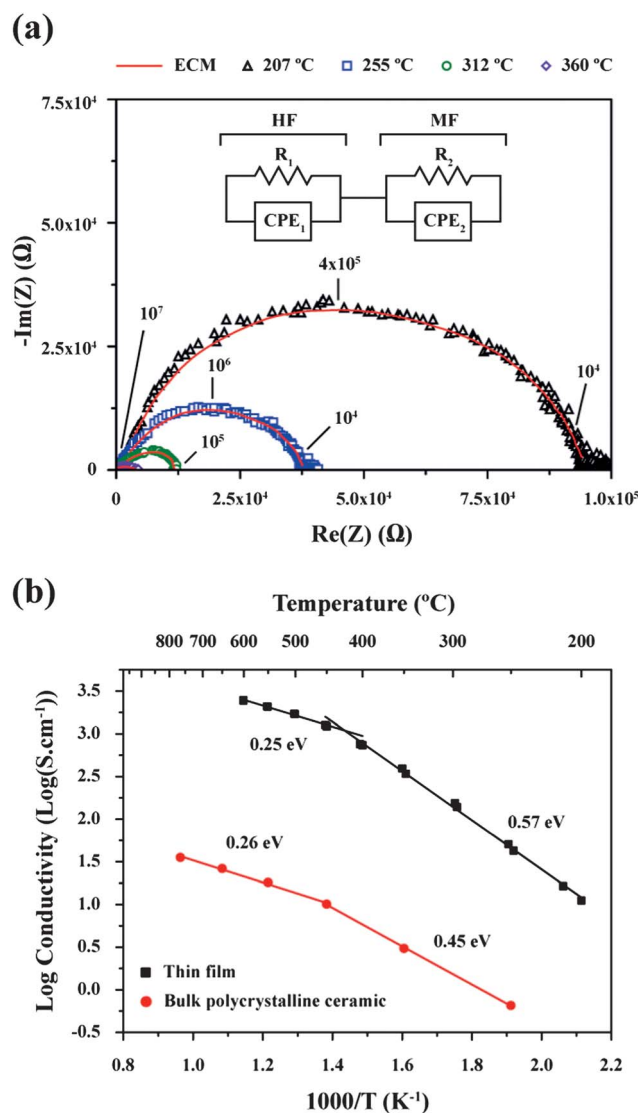 (a)
ECM 207 ºC 255 ºC 312 ºC 360 ºC
7.5x10⁴
HF MF
R₁ R₂
CPE₁ CPE₂
5.0x10⁴
-Im(Z) (Ω)
4x10⁵
2.5x10⁴
10⁷
10⁶
10⁴
10⁴
10⁵
0
0 2.5x10⁴ 5.0x10⁴ 7.5x10⁴ 1.0x10⁵
Re(Z) (Ω)
(b)
Temperature (ºC)
800 700 600 500 400 300 200
3.5
3.0
2.5
2.0
1.5
1.0
0.5
0.0
-0.5
Log Conductivity (Log(S.cm⁻¹))
0.25 eV
0.57 eV
0.26 eV
0.45 eV
Thin film
Bulk polycrystalline ceramic
0.8 1.0 1.2 1.4 1.6 1.8 2.0 2.2
1000/T (K⁻¹)